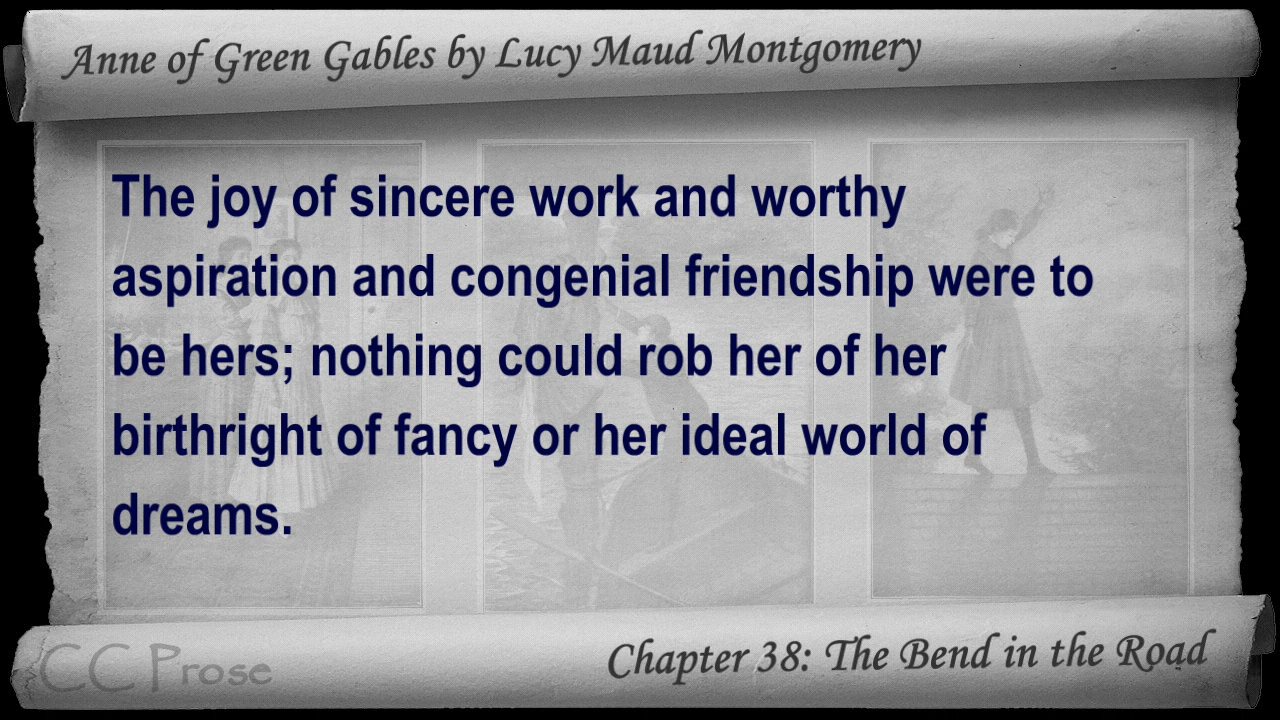 Anne of Green Gables by Lucy Maud Montgomery
The joy of sincere work and worthy
aspiration and congenial friendship were to
be hers; nothing could rob her of her
birthright of fancy or her ideal world of
dreams.
CC Prose
Chapter 38: The Bend in the Road